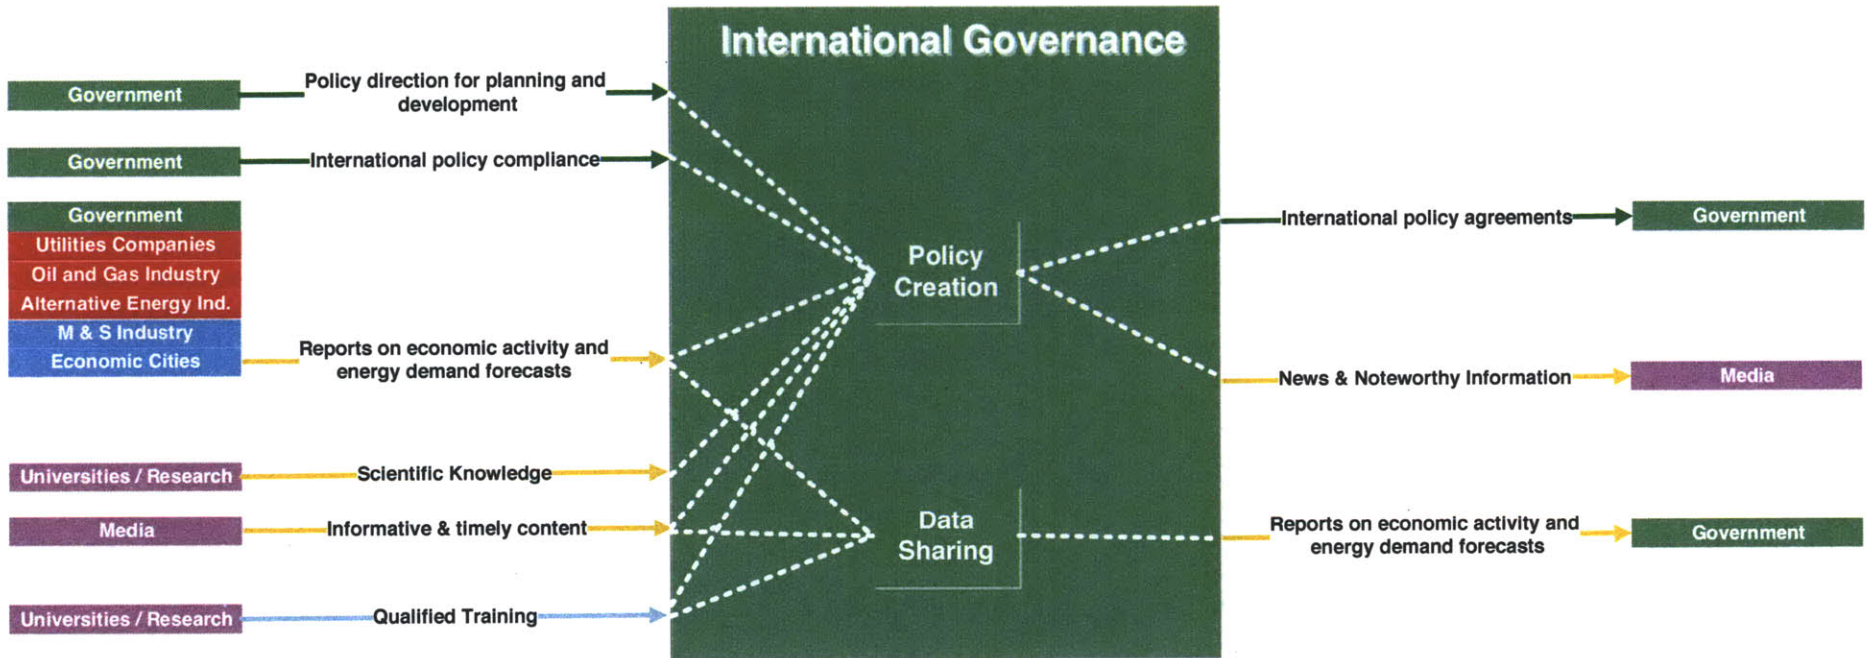 International Governance
Government
Policy direction for planning and
development
Government
International policy compliance
Government
Utilities Companies
Oil and Gas Industry
Alternative Energy Ind.
M & S Industry
Economic Cities
Reports on economic activity and
energy demand forecasts
Universities / Research
Scientific Knowledge
Media
Informative & timely content
Universities / Research
Qualified Training
Policy
Creation
Data
Sharing
International policy agreements
Government
News & Noteworthy Information
Media
Reports on economic activity and
energy demand forecasts
Government